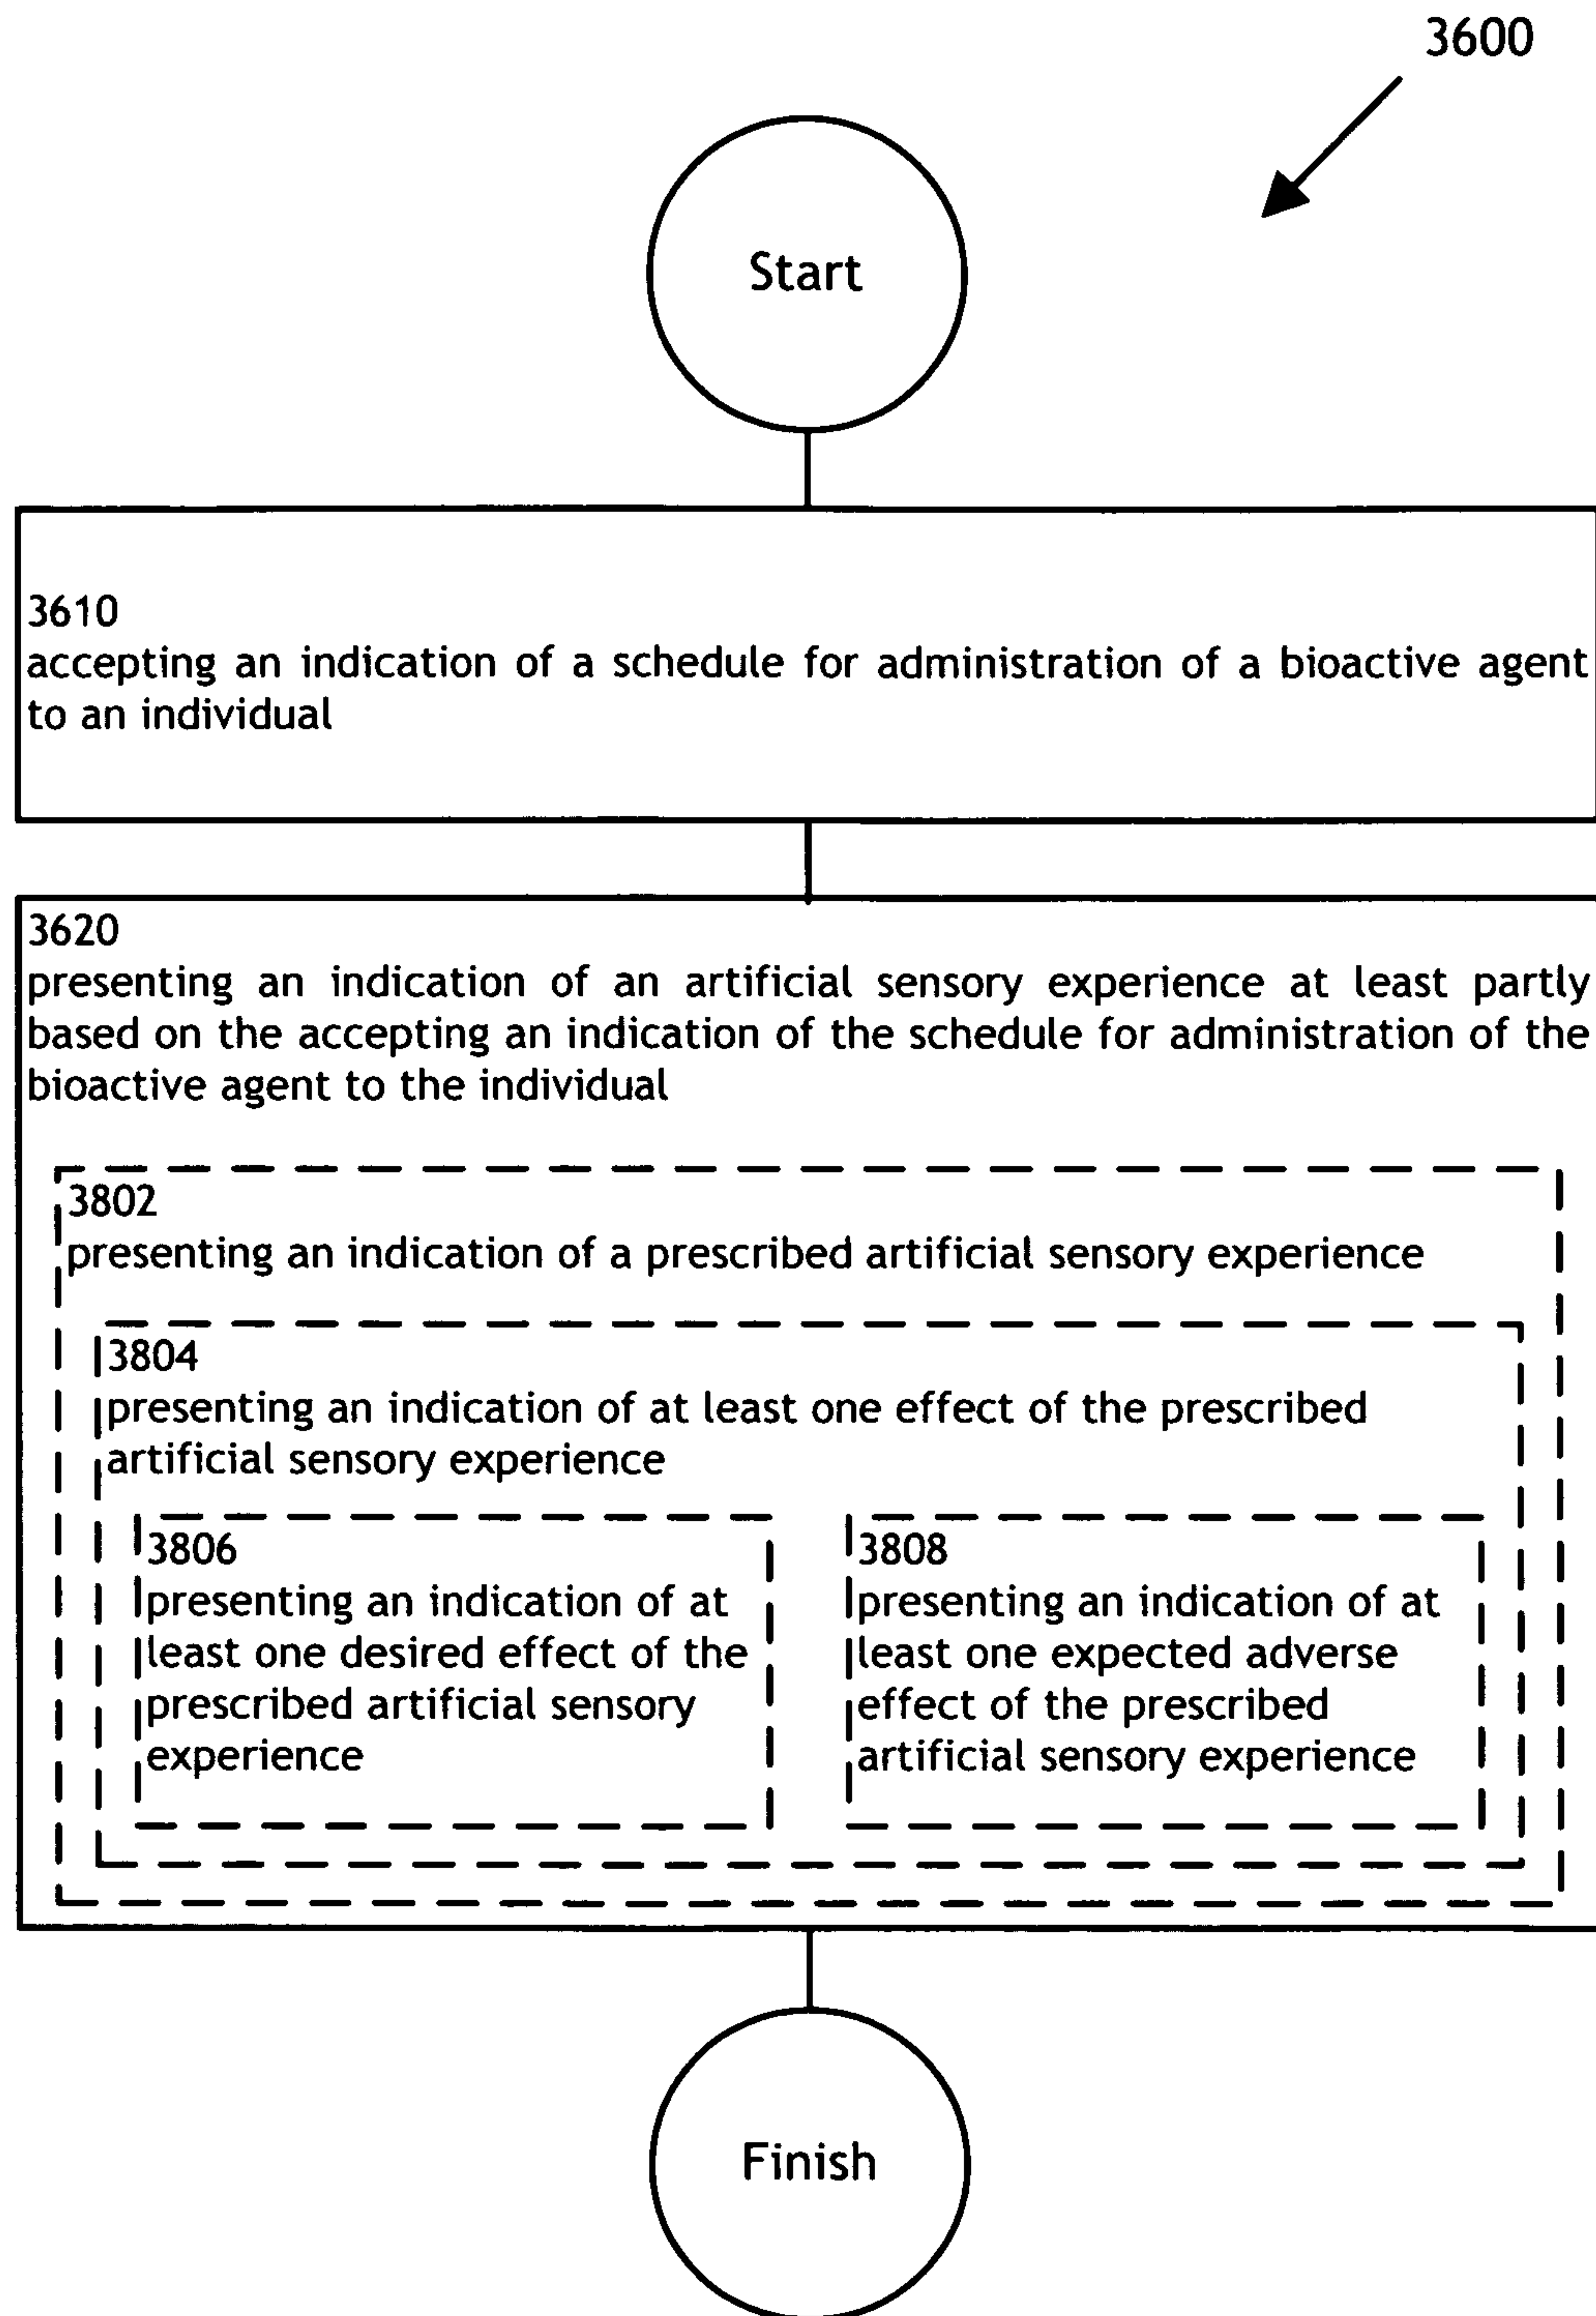 3600
Start
3610
accepting an indication of a schedule for administration of a bioactive agent
to an individual
3620
presenting an indication of an artificial sensory experience at least partly
based on the accepting an indication of the schedule for administration of the
bioactive agent to the individual
3802
presenting an indication of a prescribed artificial sensory experience
3804
presenting an indication of at least one effect of the prescribed
artificial sensory experience
3806
presenting an indication of at
least one desired effect of the
prescribed artificial sensory
experience
3808
presenting an indication of at
least one expected adverse
effect of the prescribed
artificial sensory experience
Finish